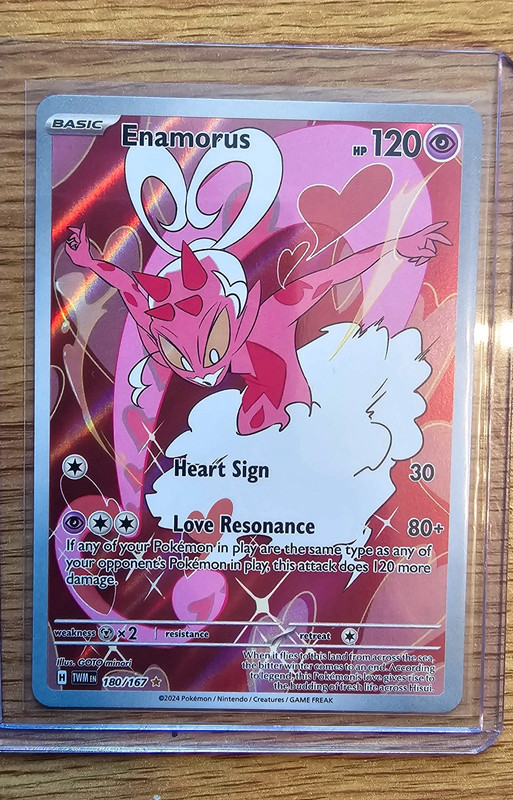 BASIC Enamorus HP 120
Heart Sign 30
Love Resonance 80+
If any of your Pokémon in play are the same type as any of
your opponent's Pokémon in play, this attack does 120 more
damage.
weakness ×2 resistance retreat
Illus. GOTO minori
When it flies to this land from across the sea,
the bitter winter comes to an end. According
to legend, this Pokémon's love gives rise to
the budding of fresh life across Hisui.
H TWM EN 180/167
©2024 Pokémon / Nintendo / Creatures / GAME FREAK